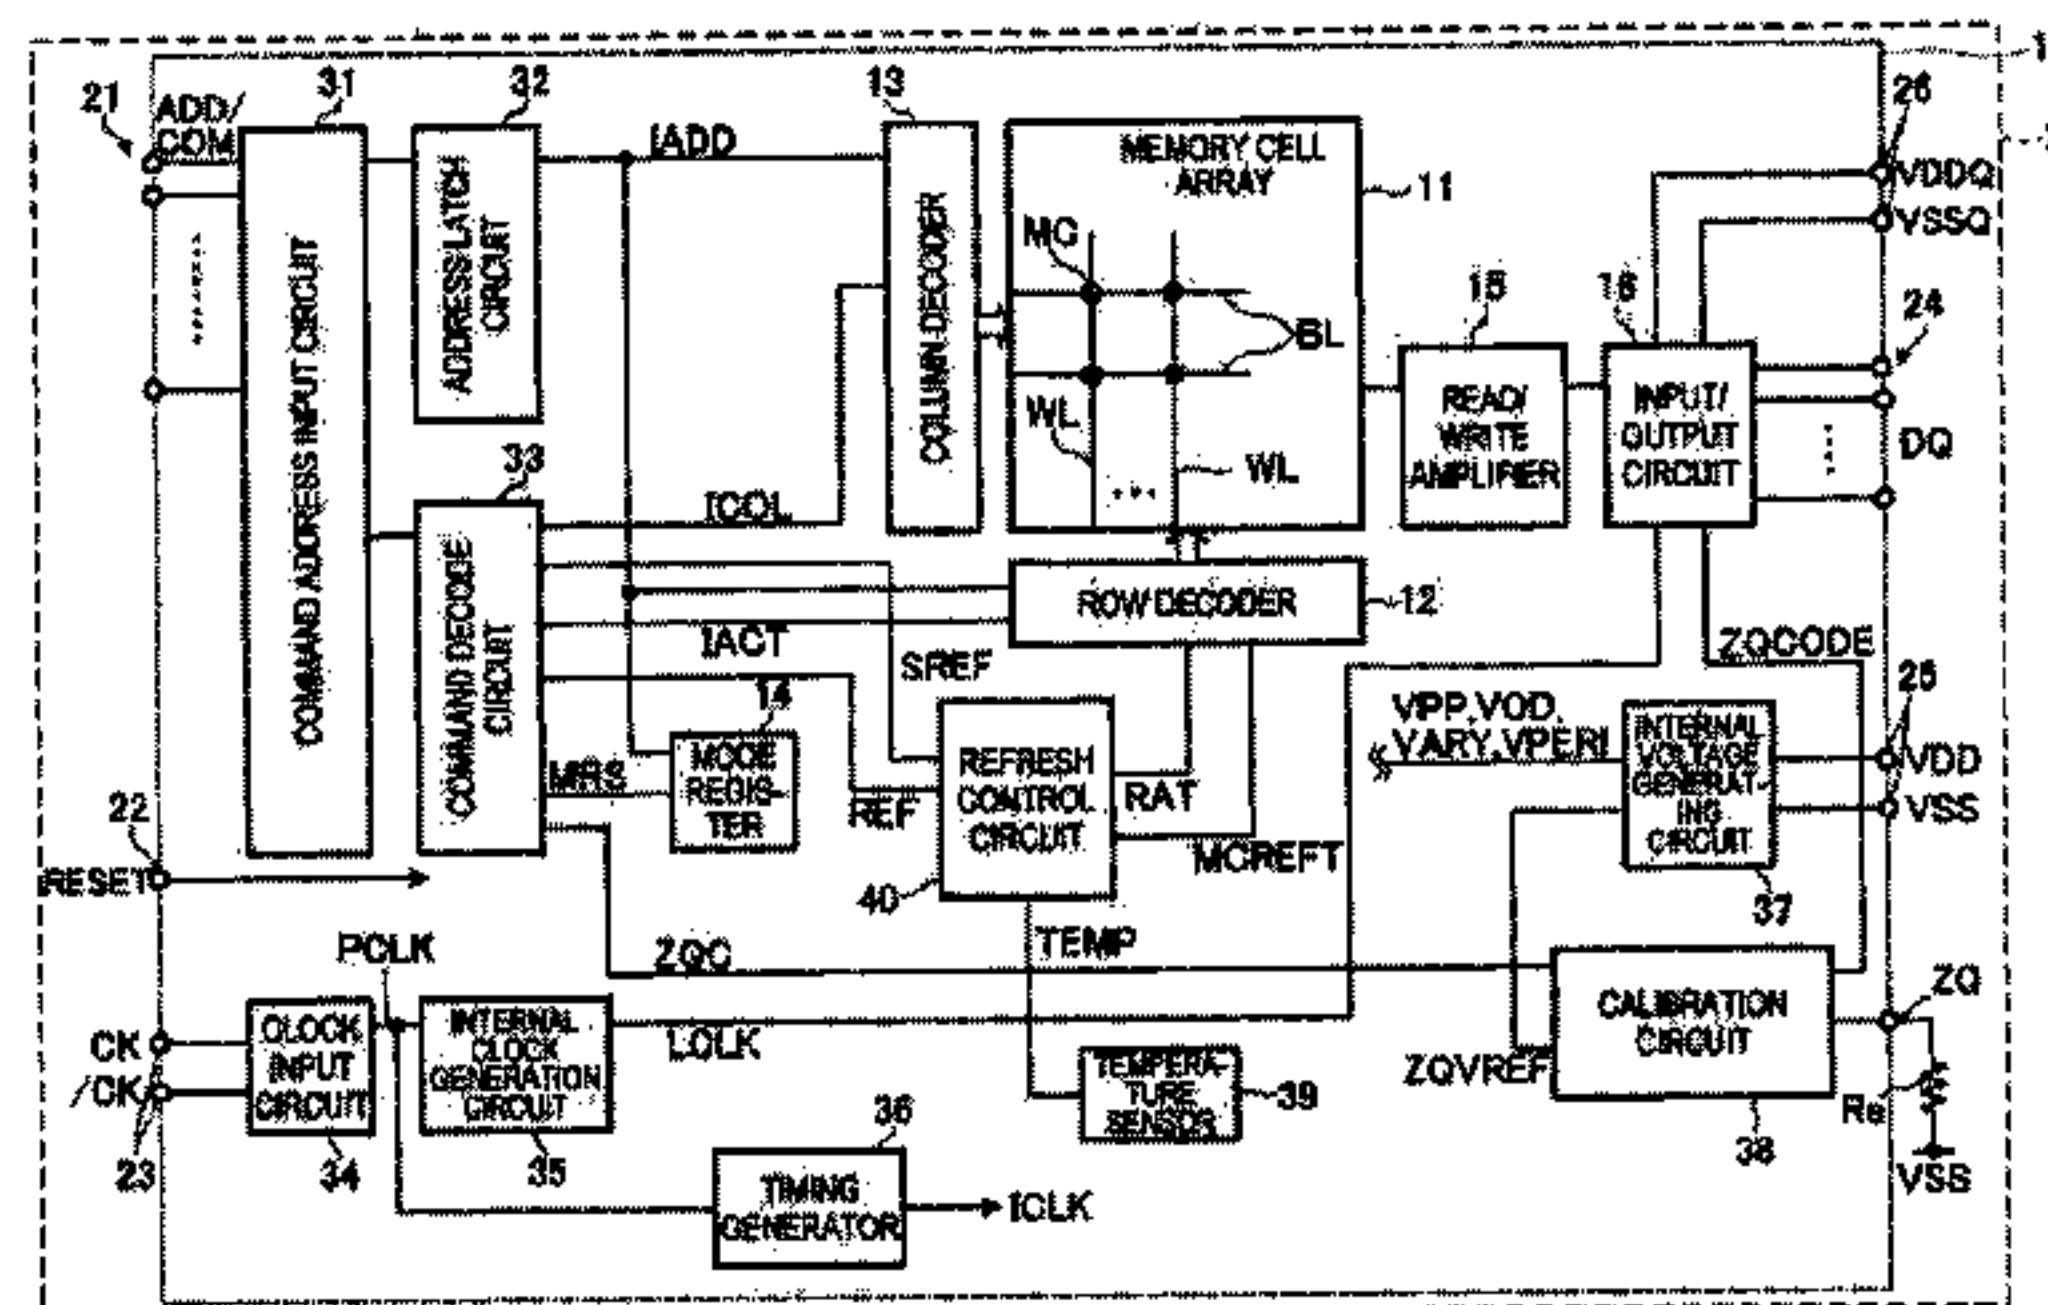 21
ADD/
COM
31
COMMAND ADDRESS INPUT CIRCUIT
32
ADDRESS LATCH
CIRCUIT
IADD
13
COLUMN DECODER
MEMORY CELL
ARRAY
11
MC
BL
WL
WL
15
READ/
WRITE
AMPLIFIER
16
INPUT/
OUTPUT
CIRCUIT
26
VDDQ
VSSQ
24
DQ
33
COMMAND DECODE
CIRCUIT
ICOL
IACT
SREF
ROW DECODER
12
14
MODE
REGIS-
TER
MRS
REF
REFRESH
CONTROL
CIRCUIT
40
RAT
MCREFT
ZQCODE
VPP,VOD,
VARY,VPERI
INTERNAL
VOLTAGE
GENERAT-
ING
CIRCUIT
37
25
VDD
VSS
22
RESET
PCLK
ZQC
TEMP
CK
/CK
23
CLOCK
INPUT
CIRCUIT
34
INTERNAL
CLOCK
GENERATION
CIRCUIT
35
LCLK
36
TIMING
GENERATOR
ICLK
TEMPERA-
TURE
SENSOR
39
ZQVREF
CALIBRATION
CIRCUIT
38
ZQ
Re
VSS